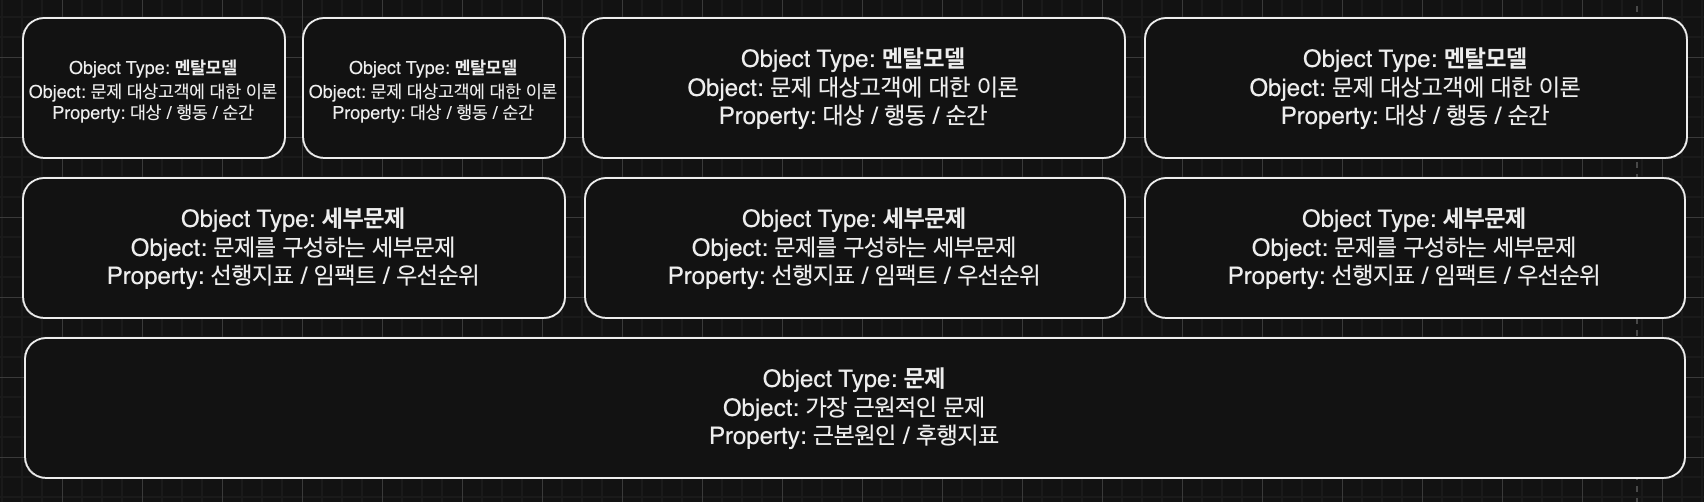 Object Type: 멘탈모델
Object: 문제 대상고객에 대한 이론
Property: 대상 / 행동 / 순간
Object Type: 멘탈모델
Object: 문제 대상고객에 대한 이론
Property: 대상 / 행동 / 순간
Object Type: 멘탈모델
Object: 문제 대상고객에 대한 이론
Property: 대상 / 행동 / 순간
Object Type: 멘탈모델
Object: 문제 대상고객에 대한 이론
Property: 대상 / 행동 / 순간
Object Type: 세부문제
Object: 문제를 구성하는 세부문제
Property: 선행지표 / 임팩트 / 우선순위
Object Type: 세부문제
Object: 문제를 구성하는 세부문제
Property: 선행지표 / 임팩트 / 우선순위
Object Type: 세부문제
Object: 문제를 구성하는 세부문제
Property: 선행지표 / 임팩트 / 우선순위
Object Type: 문제
Object: 가장 근원적인 문제
Property: 근본원인 / 후행지표